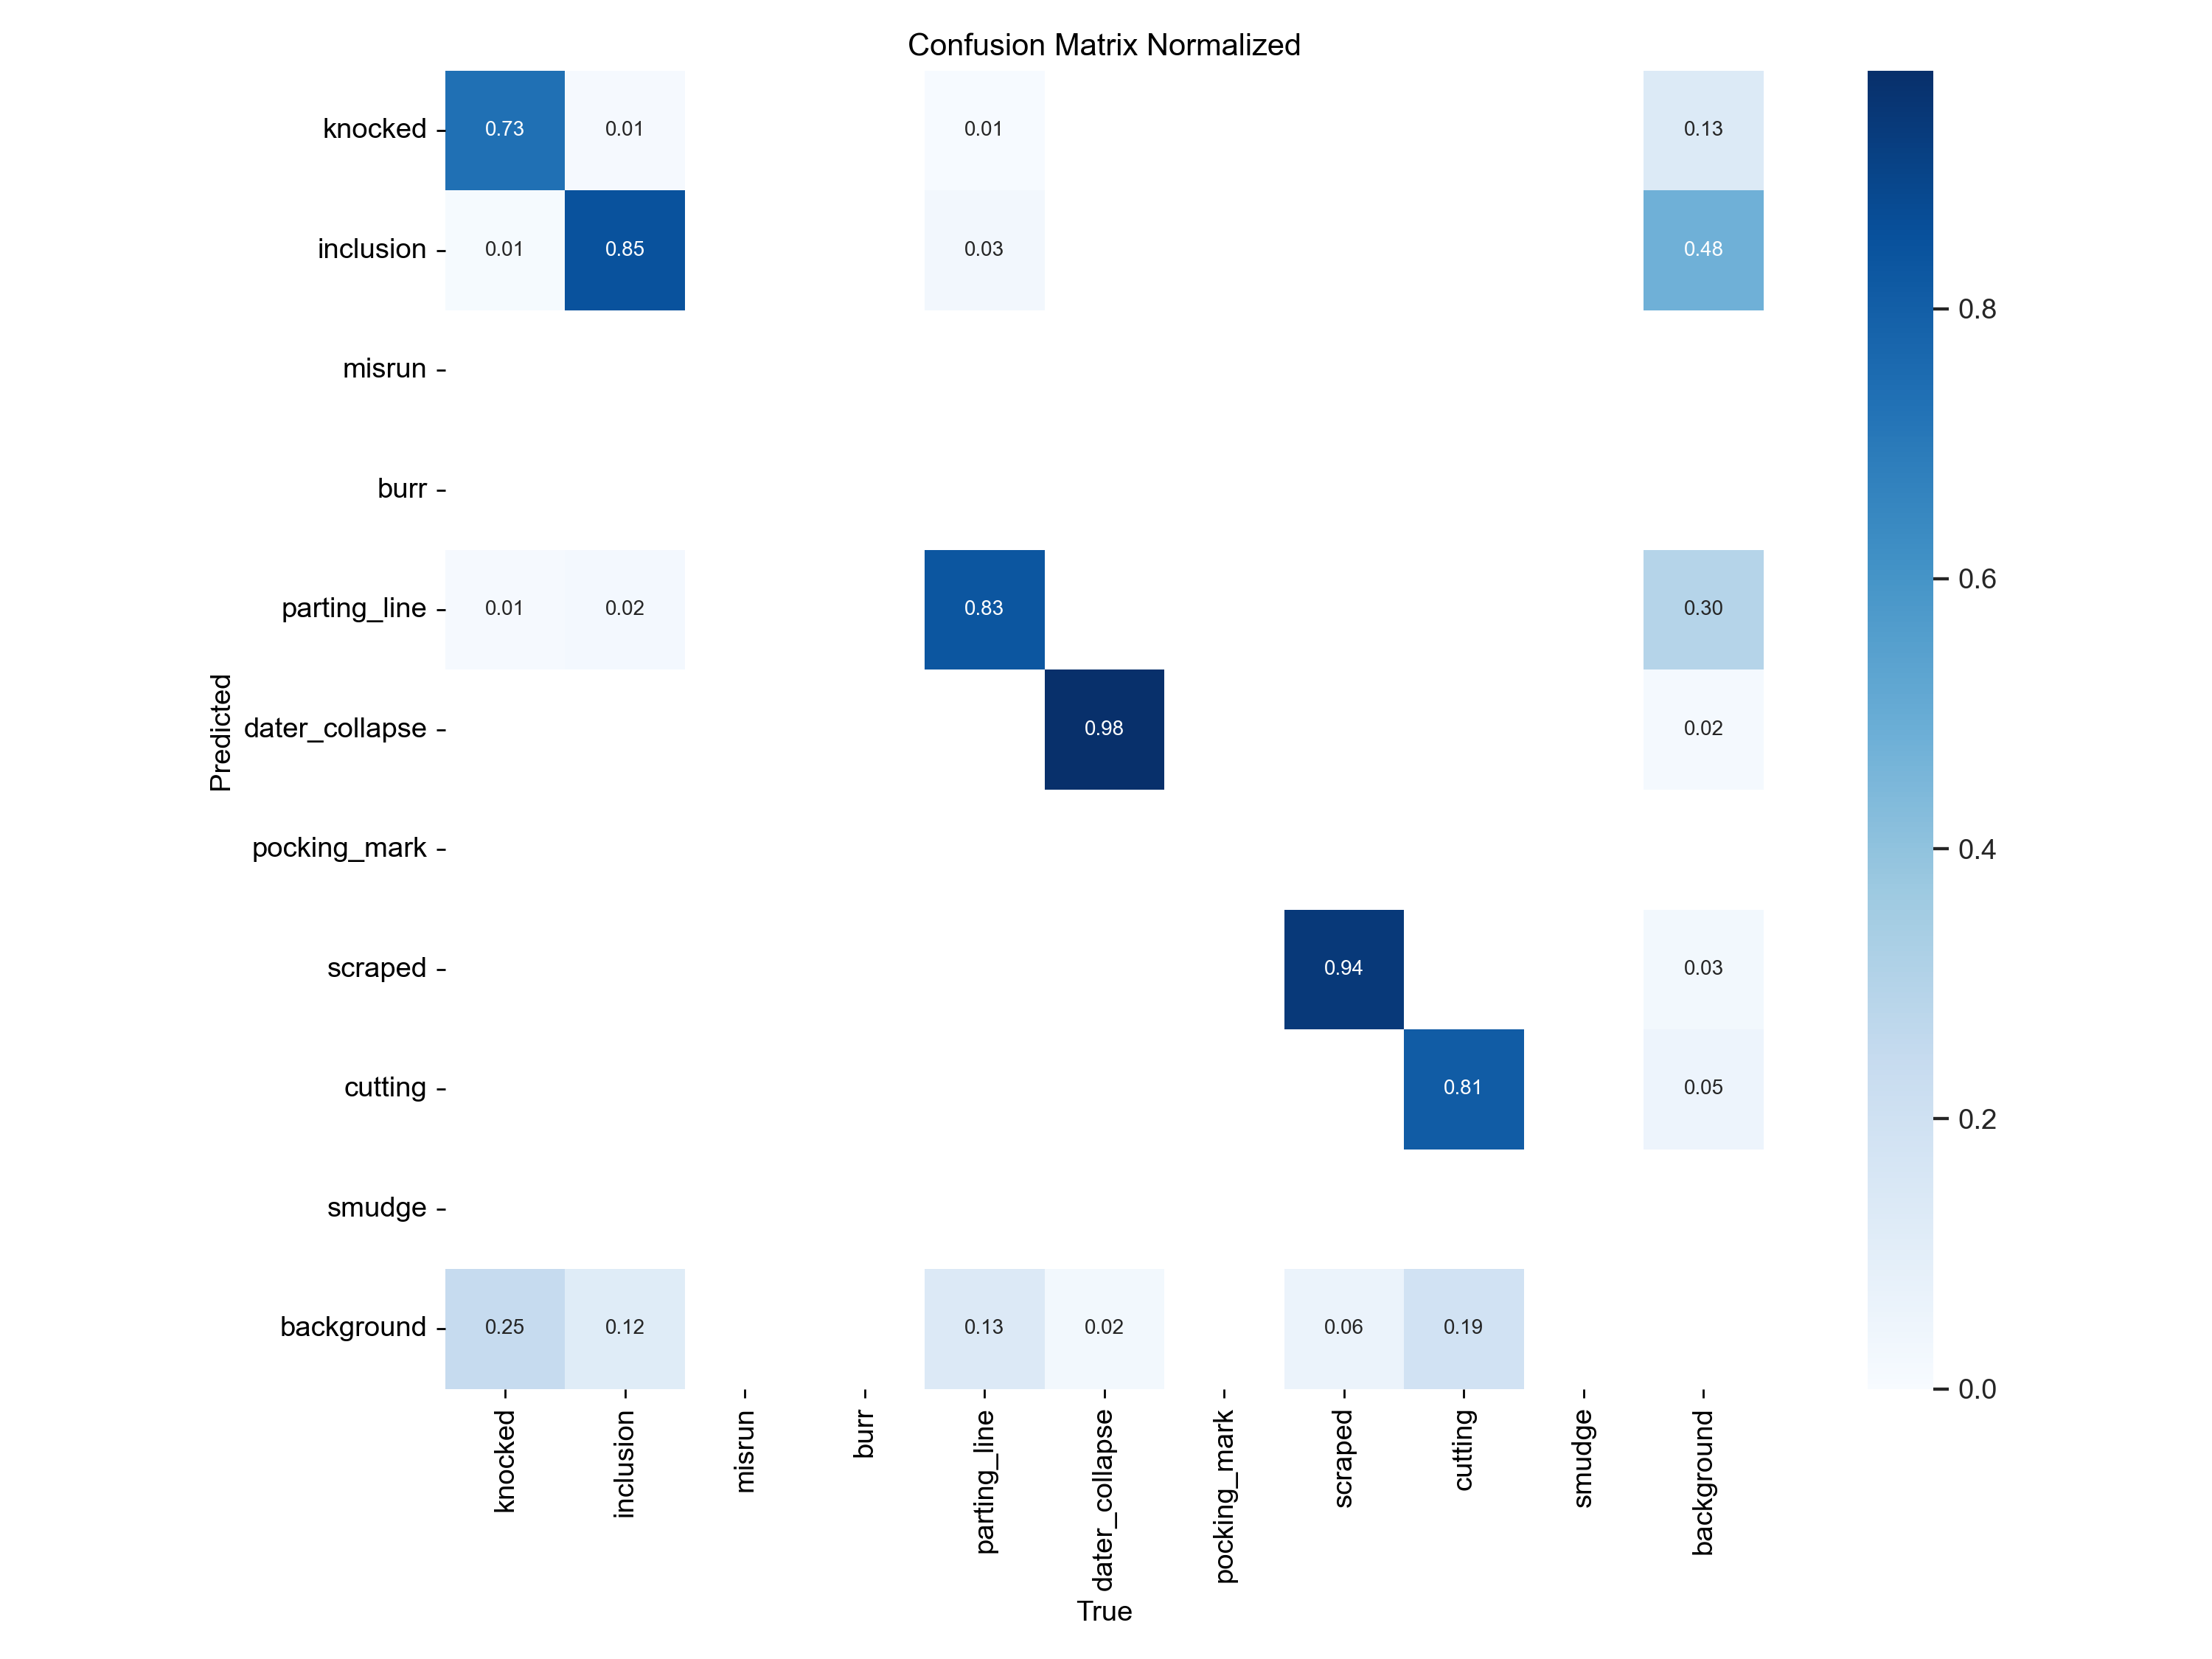 Confusion Matrix Normalized
knocked 0.73 0.01 0.01 0.13
inclusion 0.01 0.85 0.03 0.48
0.8
misrun
burr
0.6
parting_line 0.01 0.02 0.83 0.30
Predicted
dater_collapse 0.98 0.02
pocking_mark
0.4
scraped 0.94 0.03
cutting 0.81 0.05
0.2
smudge
background 0.25 0.12 0.13 0.02 0.06 0.19
0.0
knocked inclusion misrun burr parting_line dater_collapse pocking_mark scraped cutting smudge background
True